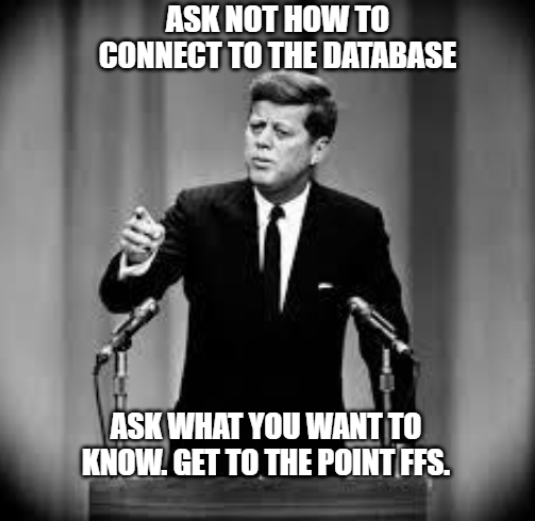 ASK NOT HOW TO
CONNECT TO THE DATABASE
ASK WHAT YOU WANT TO
KNOW. GET TO THE POINT FFS.